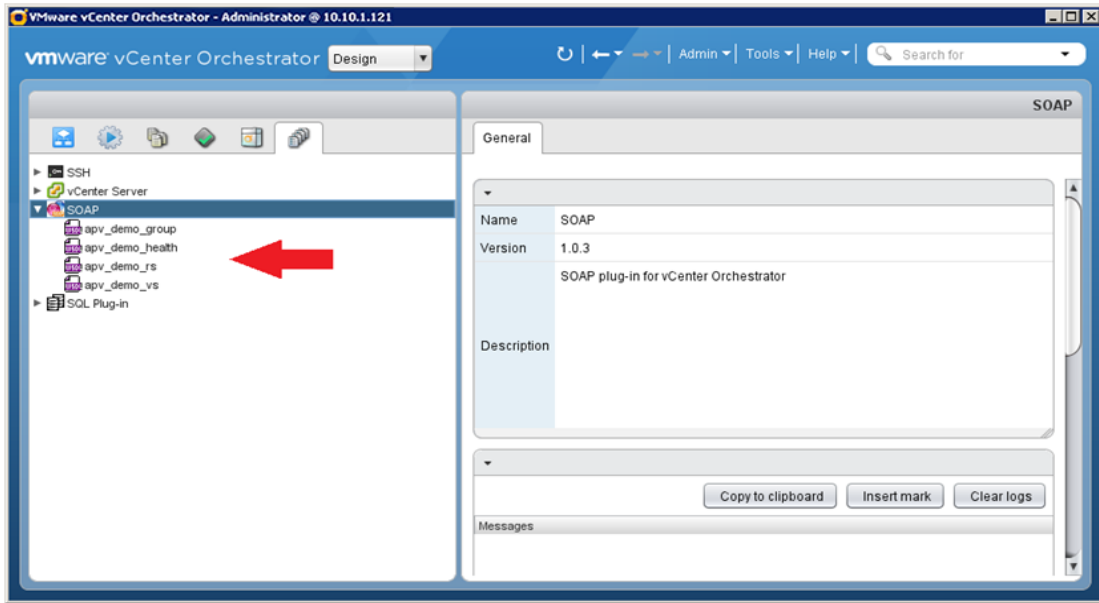 VMware vCenter Orchestrator - Administrator @ 10.10.1.121
vmware vCenter Orchestrator Design
Admin Tools Help Search for
SOAP
General
SSH
vCenter Server
SOAP
apv_demo_group
apv_demo_health
apv_demo_rs
apv_demo_vs
SQL Plug-in
Name SOAP
Version 1.0.3
Description SOAP plug-in for vCenter Orchestrator
Copy to clipboard Insert mark Clear logs
Messages